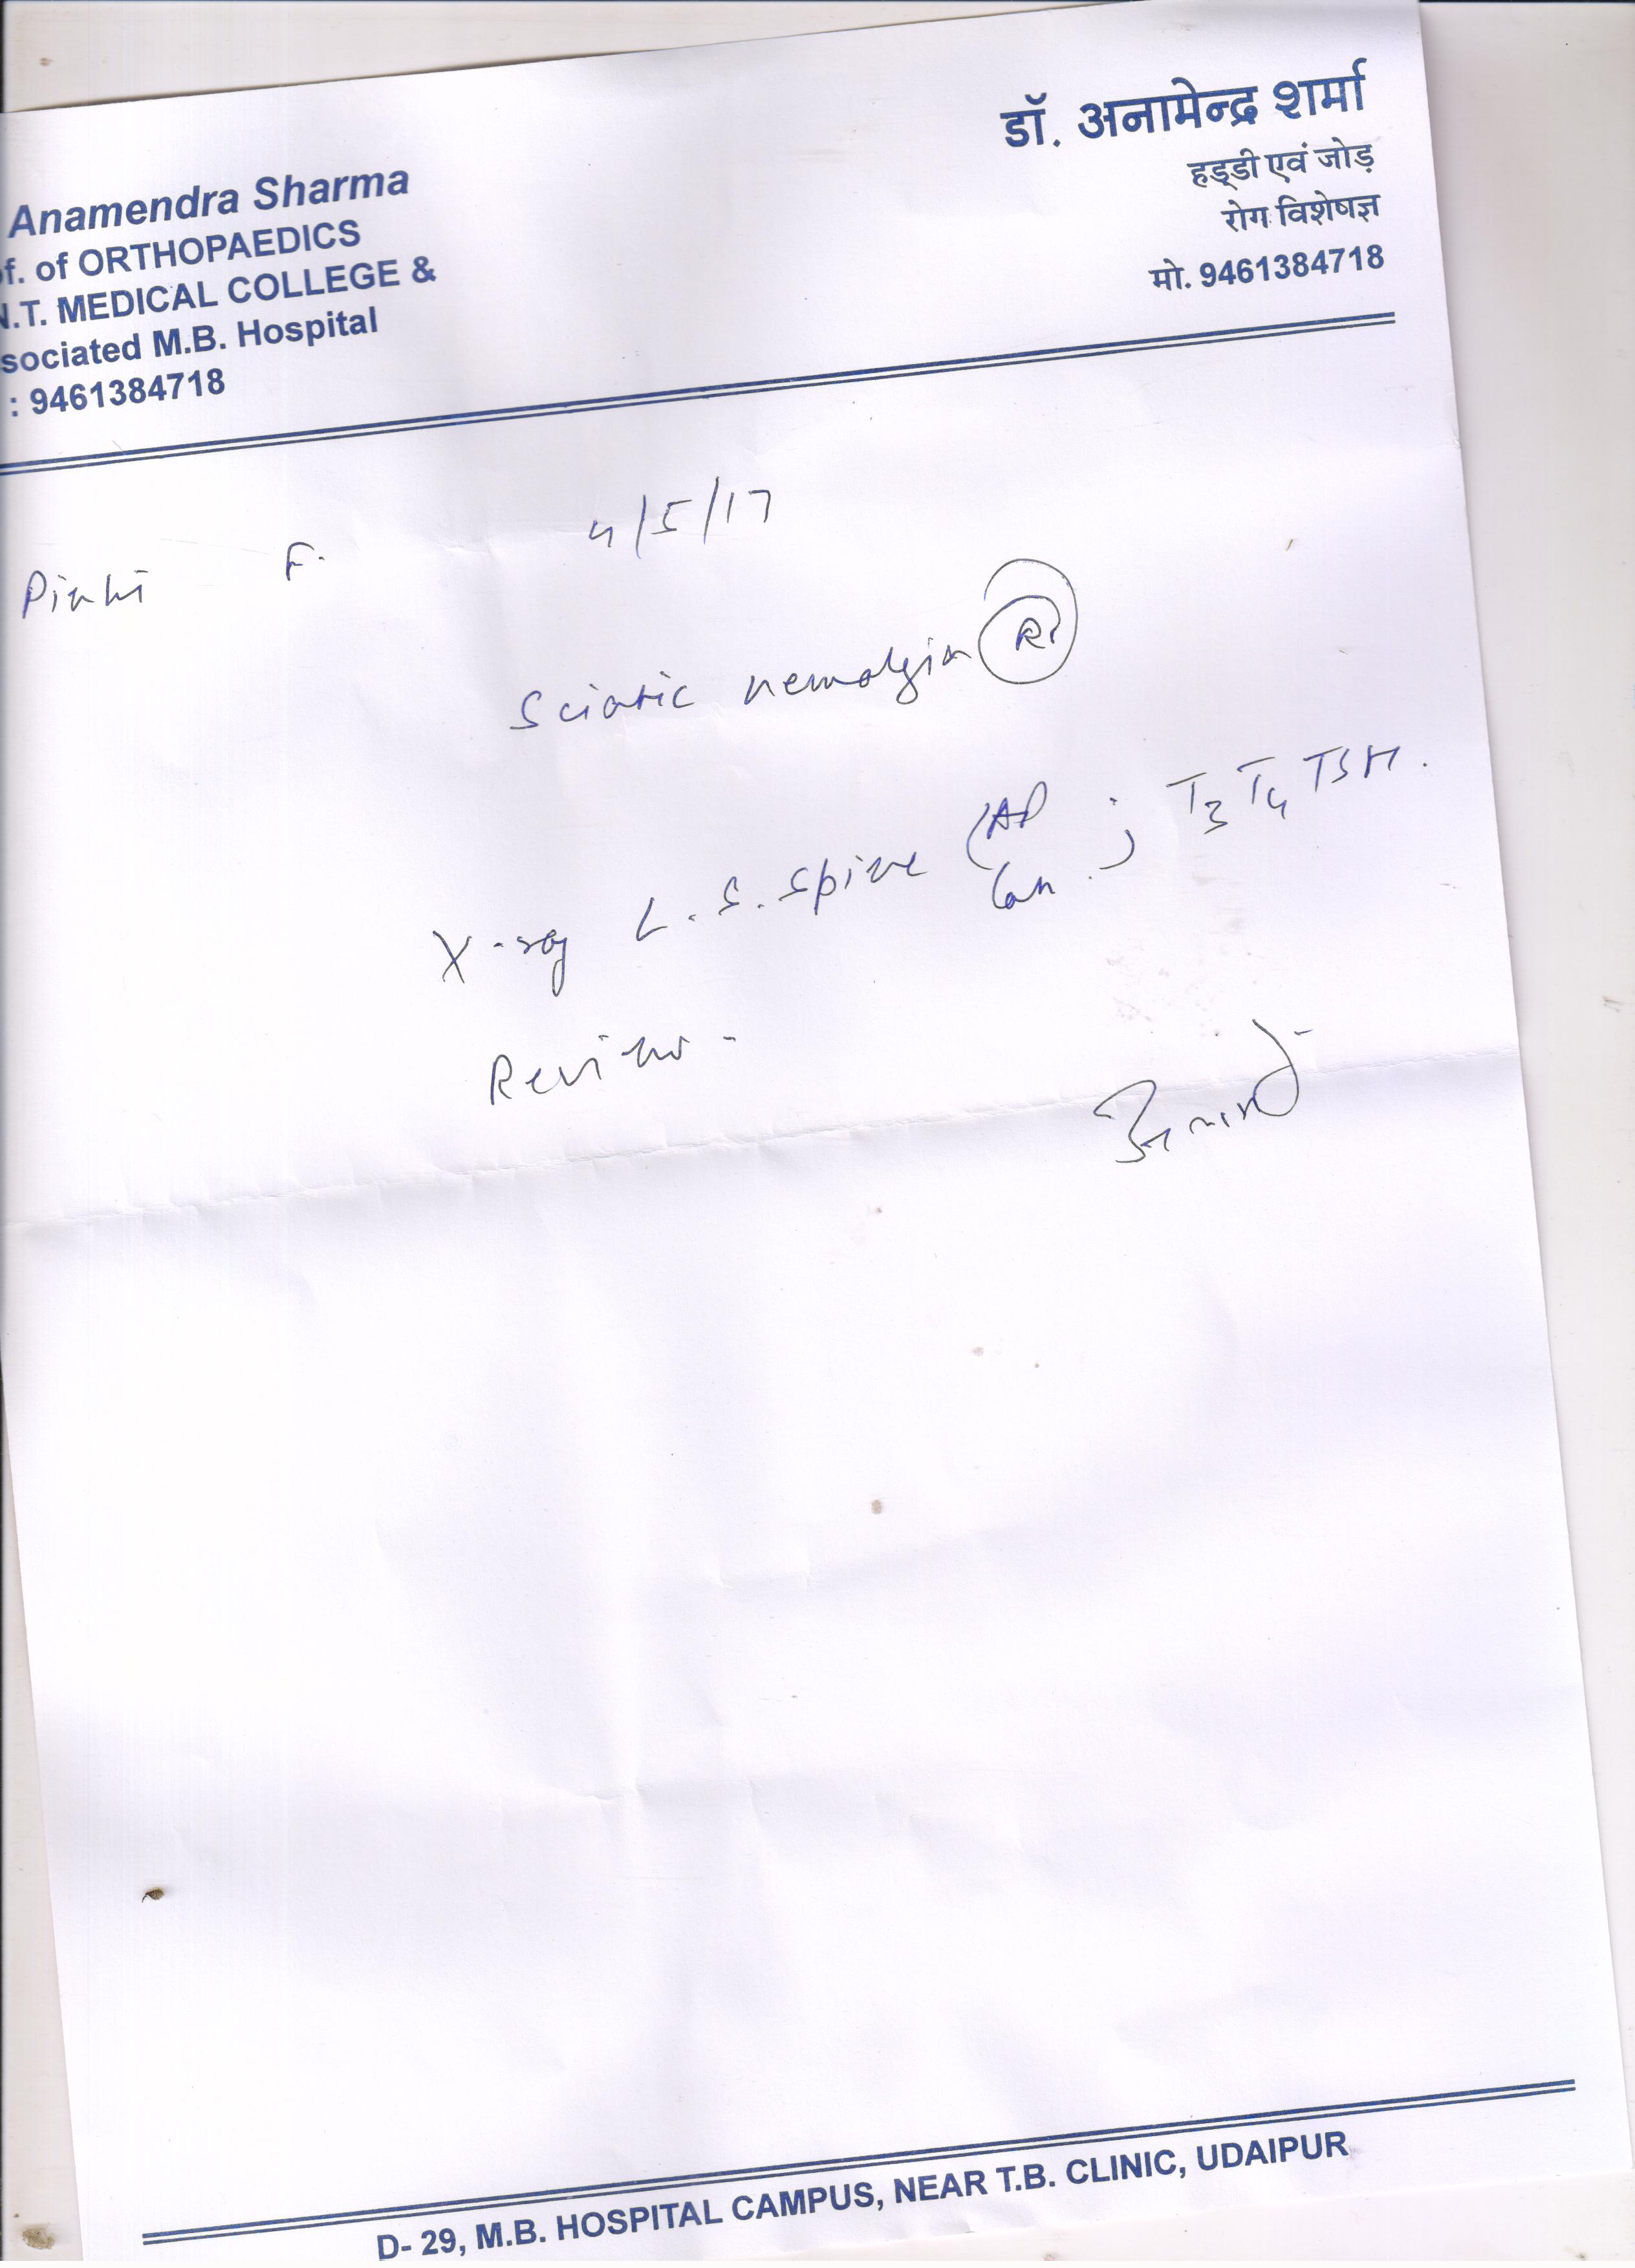 Anamendra Sharma
f. of ORTHOPAEDICS
N.T. MEDICAL COLLEGE &
sociated M.B. Hospital
: 9461384718
डॉ. अनामेन्द्र शर्मा
हड्डी एवं जोड़
रोग विशेषज्ञ
मो. 9461384718
Pinki F. 4/5/17
Sciatic neuralgia (Rt)
X-ray L.S. Spine (AP Lat.) ; T3 T4 TSH.
Review -
D- 29, M.B. HOSPITAL CAMPUS, NEAR T.B. CLINIC, UDAIPUR